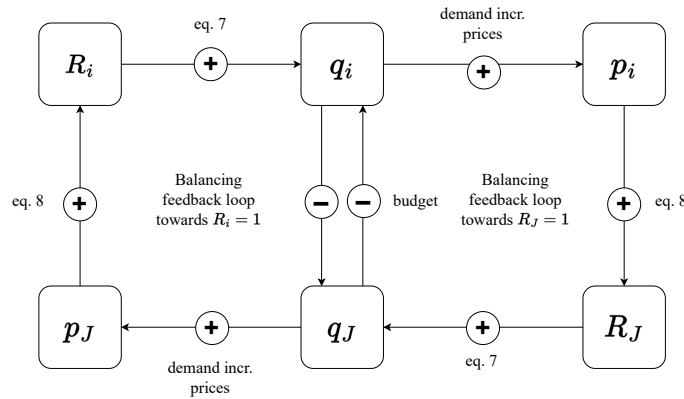 demand incr.
prices
eq. 7
R_i
+
q_i
+
p_i
Balancing
feedback loop
towards R_i = 1
Balancing
feedback loop
towards R_J = 1
eq. 8
+
−
−
budget
+
eq. 8
p_J
+
q_J
+
R_J
demand incr.
prices
eq. 7